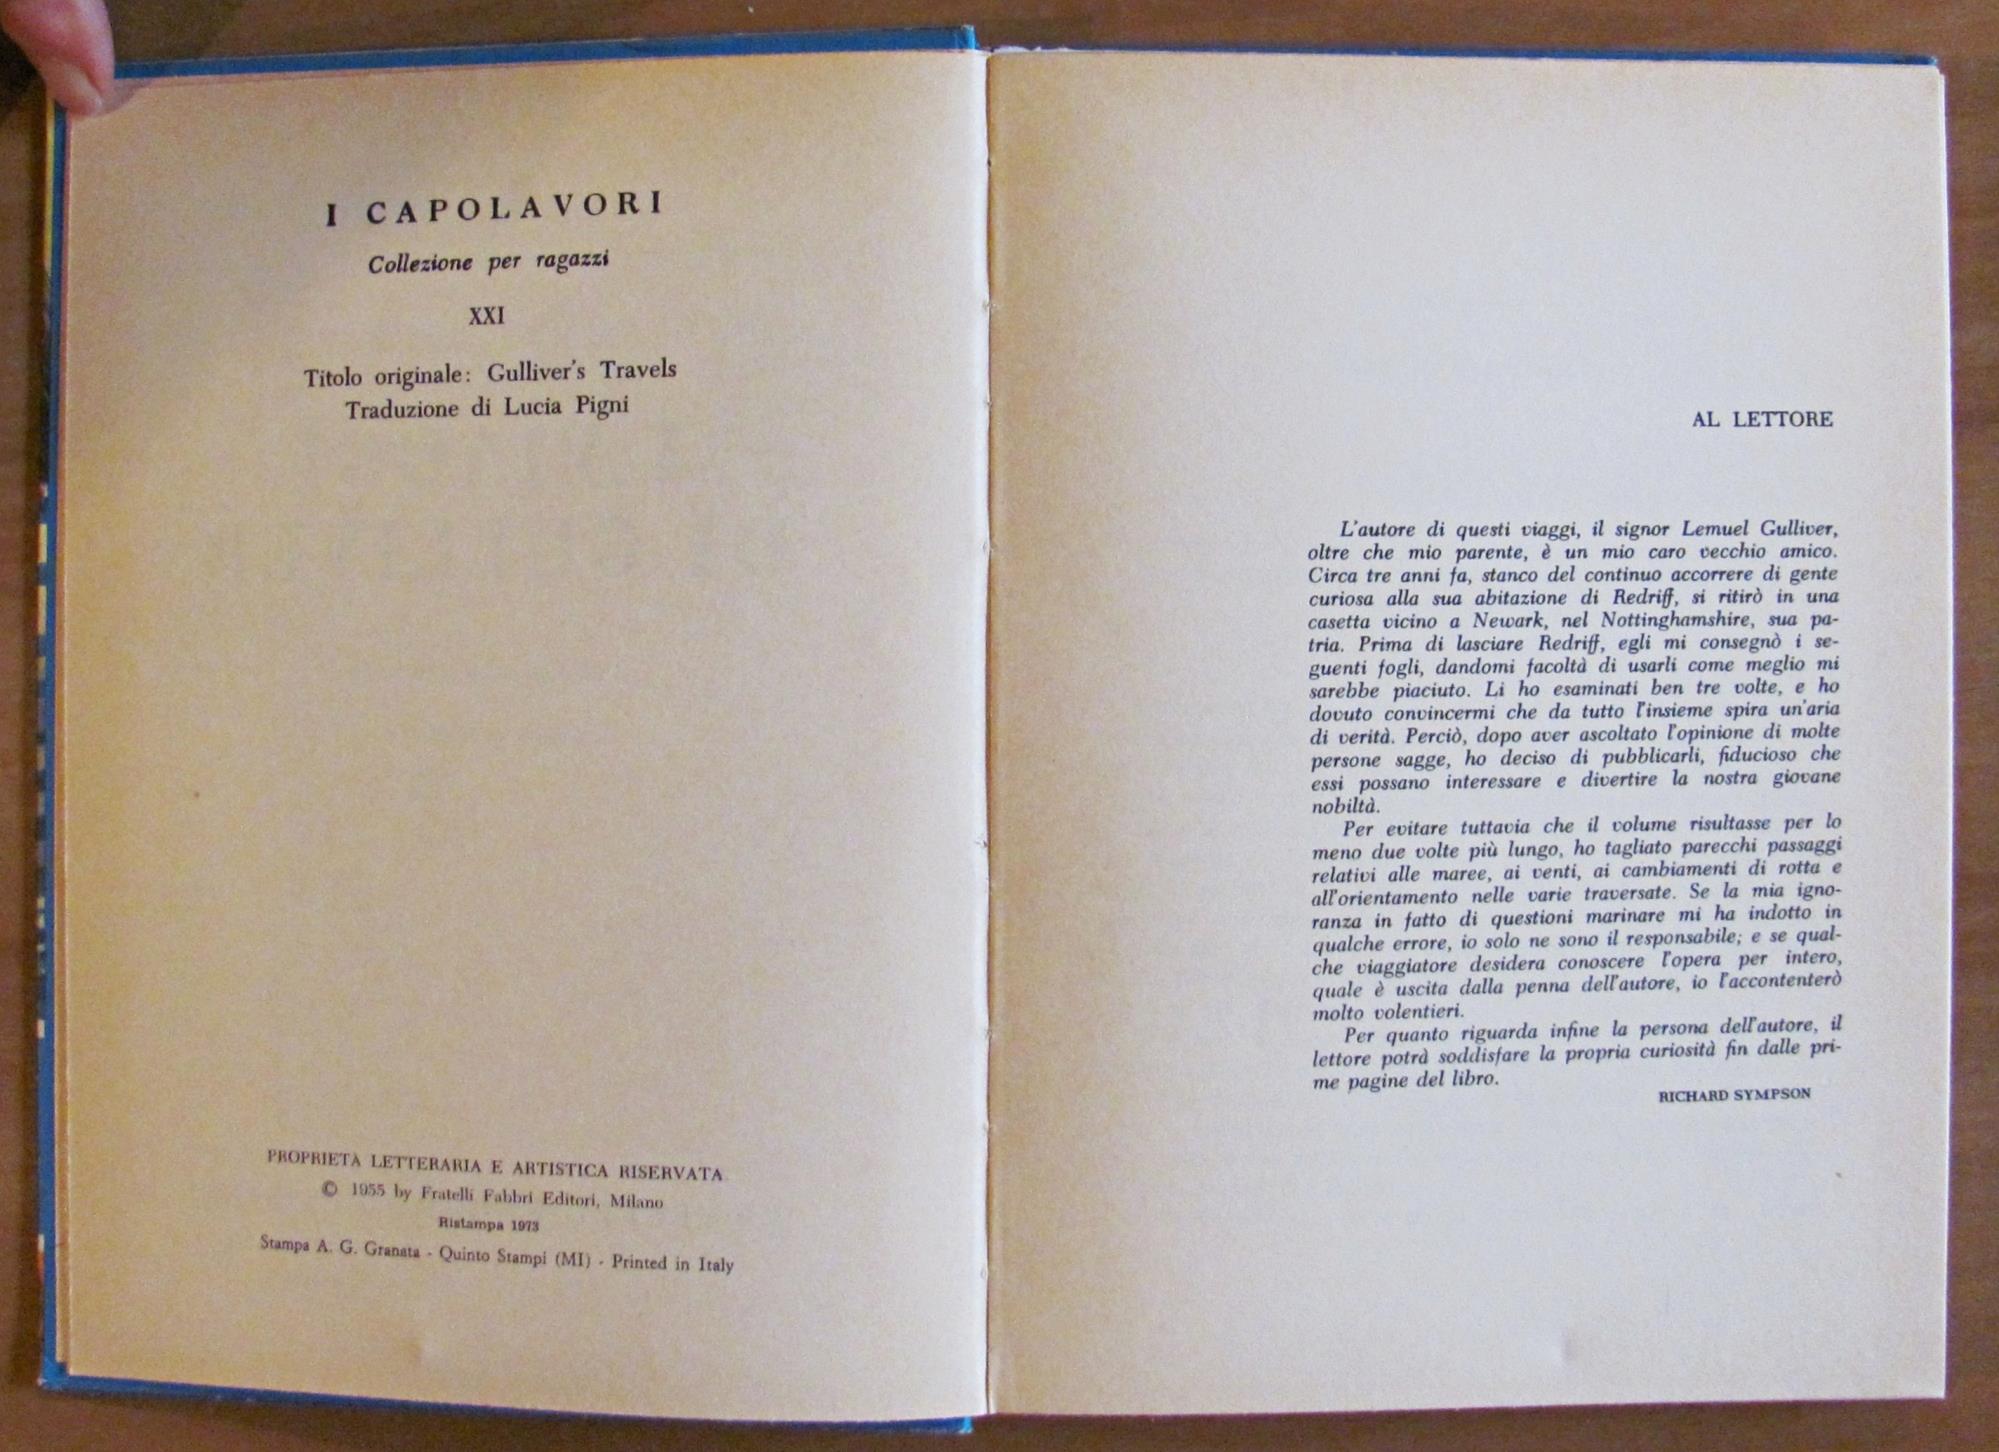 I CAPOLAVORI
Collezione per ragazzi
XXI
Titolo originale: Gulliver's Travels
Traduzione di Lucia Pigni
PROPRIETÀ LETTERARIA E ARTISTICA RISERVATA
© 1955 by Fratelli Fabbri Editori, Milano
Ristampa 1973
Stampa A. G. Granata - Quinto Stampi (MI) - Printed in Italy
AL LETTORE
L'autore di questi viaggi, il signor Lemuel Gulliver,
oltre che mio parente, è un mio caro vecchio amico.
Circa tre anni fa, stanco del continuo accorrere di gente
curiosa alla sua abitazione di Redriff, si ritirò in una
casetta vicino a Newark, nel Nottinghamshire, sua pa-
tria. Prima di lasciare Redriff, egli mi consegnò i se-
guenti fogli, dandomi facoltà di usarli come meglio mi
sarebbe piaciuto. Li ho esaminati ben tre volte, e ho
dovuto convincermi che da tutto l'insieme spira un'aria
di verità. Perciò, dopo aver ascoltato l'opinione di molte
persone sagge, ho deciso di pubblicarli, fiducioso che
essi possano interessare e divertire la nostra giovane
nobiltà.
Per evitare tuttavia che il volume risultasse per lo
meno due volte più lungo, ho tagliato parecchi passaggi
relativi alle maree, ai venti, ai cambiamenti di rotta e
all'orientamento nelle varie traversate. Se la mia igno-
ranza in fatto di questioni marinare mi ha indotto in
qualche errore, io solo ne sono il responsabile; e se qual-
che viaggiatore desidera conoscere l'opera per intero,
quale è uscita dalla penna dell'autore, io l'accontenterò
molto volentieri.
Per quanto riguarda infine la persona dell'autore, il
lettore potrà soddisfare la propria curiosità fin dalle pri-
me pagine del libro.
RICHARD SYMPSON